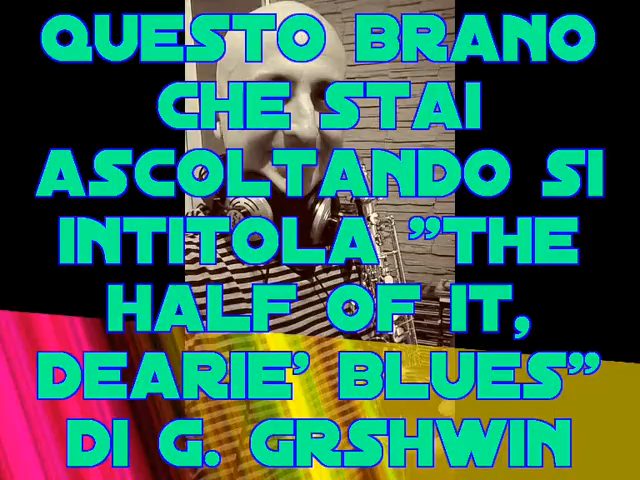 QUESTO BRANO
CHE STAI
ASCOLTANDO SI
INTITOLA "THE
HALF OF IT,
DEARIE' BLUES"
DI G. GRSHWIN